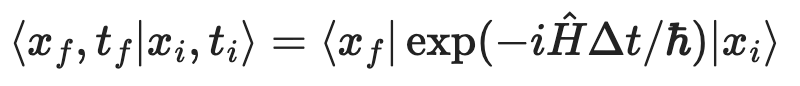 ⟨x_f, t_f|x_i, t_i⟩ = ⟨x_f| exp(−iĤΔt/ħ)|x_i⟩